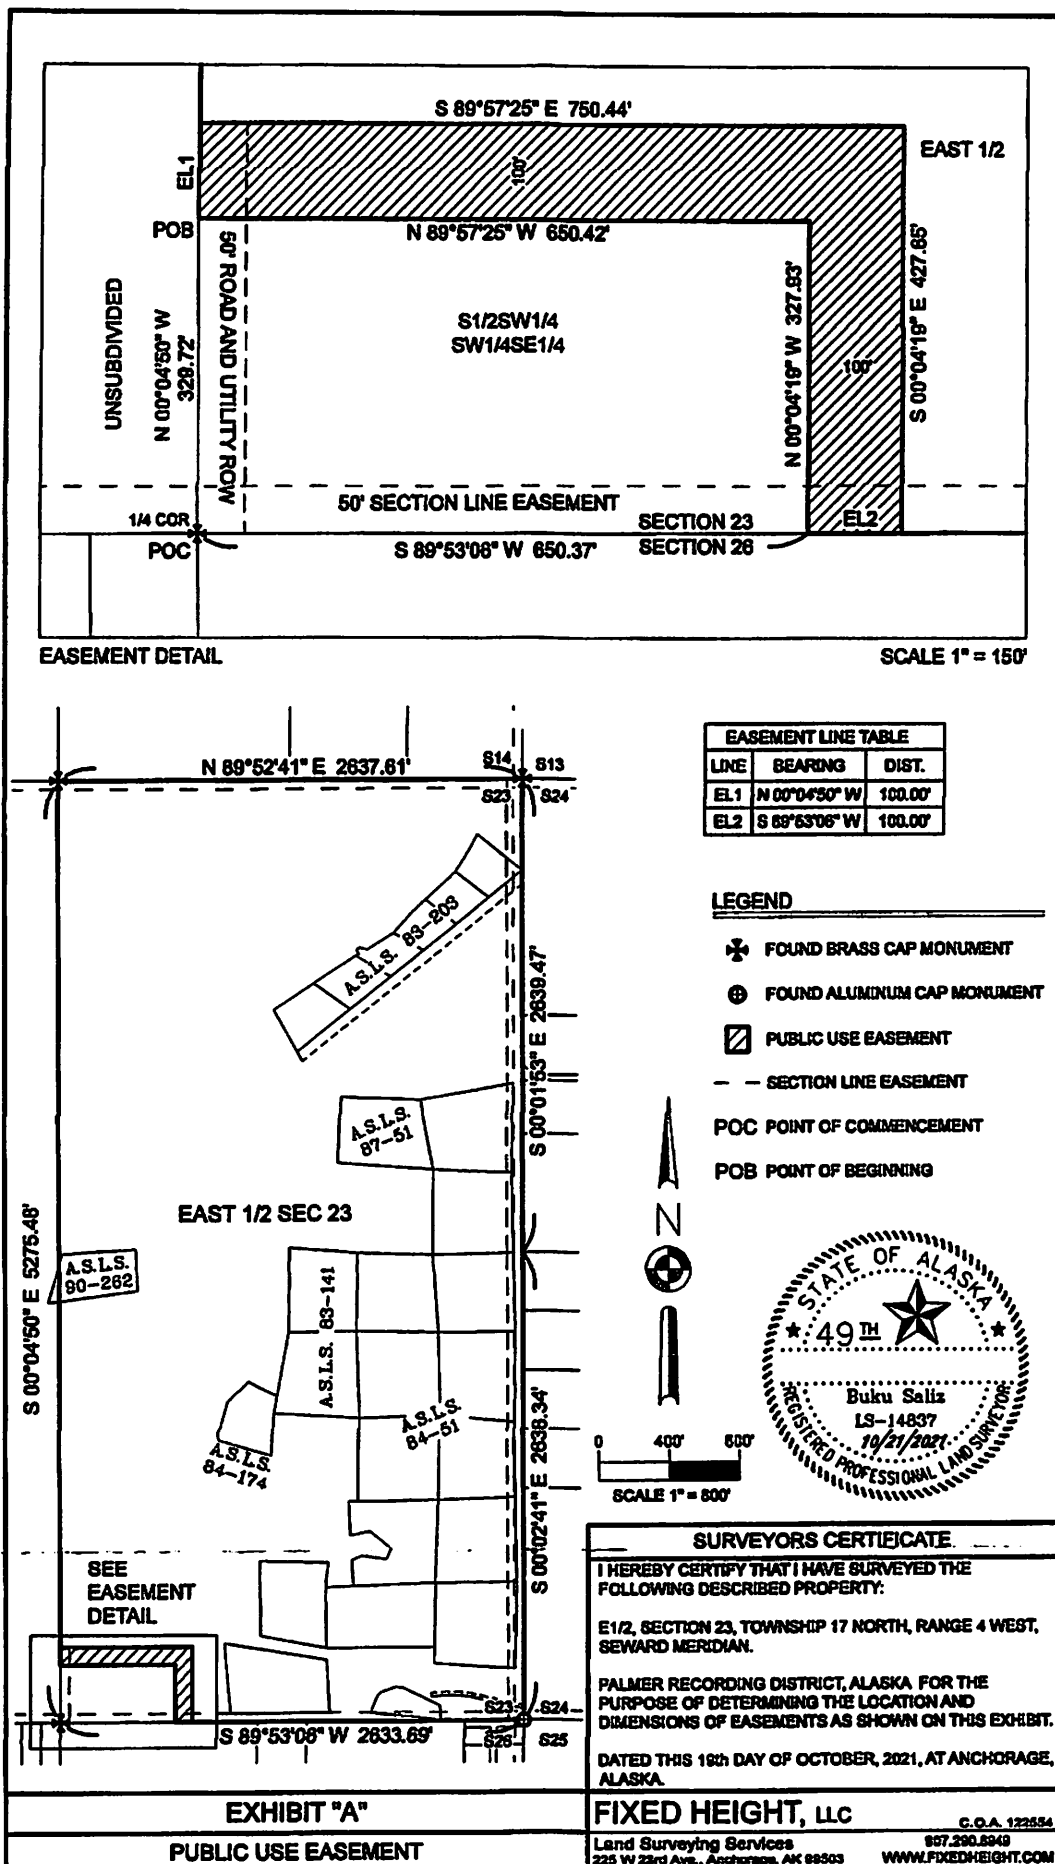 S 89°57'25" E 750.44'
EAST 1/2
EL1
100'
POB
N 89°57'25" W 650.42'
UNSUBDIVIDED
N 00°04'50" W
329.72'
50' ROAD AND UTILITY ROW
S1/2SW1/4
SW1/4SE1/4
N 00°04'19" W 327.93'
100'
S 00°04'19" E 427.65'
50' SECTION LINE EASEMENT
1/4 COR
SECTION 23
EL2
POC
S 89°53'06" W 650.37'
SECTION 26
EASEMENT DETAIL
SCALE 1" = 150'
N 89°52'41" E 2637.61'
S14
S13
S23
S24
EASEMENT LINE TABLE
LINE BEARING DIST.
EL1 N 00°04'50" W 100.00'
EL2 S 89°53'06" W 100.00'
A.S.L.S. 83-203
S 00°01'53" E 2639.47'
LEGEND
FOUND BRASS CAP MONUMENT
FOUND ALUMINUM CAP MONUMENT
PUBLIC USE EASEMENT
SECTION LINE EASEMENT
POC POINT OF COMMENCEMENT
POB POINT OF BEGINNING
A.S.L.S.
87-51
EAST 1/2 SEC 23
S 00°04'50" E 5275.48'
A.S.L.S.
90-262
A.S.L.S. 83-141
A.S.L.S.
84-51
A.S.L.S.
84-174
S 00°02'41" E 2638.34'
N
STATE OF ALASKA
49TH
Buku Saliz
LS-14837
10/21/2021
REGISTERED PROFESSIONAL LAND SURVEYOR
0 400' 800'
SCALE 1" = 800'
SEE
EASEMENT
DETAIL
S23
S24
S 89°53'06" W 2633.69'
S26
S25
SURVEYORS CERTIFICATE
I HEREBY CERTIFY THAT I HAVE SURVEYED THE
FOLLOWING DESCRIBED PROPERTY:
E1/2, SECTION 23, TOWNSHIP 17 NORTH, RANGE 4 WEST,
SEWARD MERIDIAN.
PALMER RECORDING DISTRICT, ALASKA FOR THE
PURPOSE OF DETERMINING THE LOCATION AND
DIMENSIONS OF EASEMENTS AS SHOWN ON THIS EXHIBIT.
DATED THIS 19th DAY OF OCTOBER, 2021, AT ANCHORAGE,
ALASKA.
EXHIBIT "A"
PUBLIC USE EASEMENT
FIXED HEIGHT, LLC
C.O.A. 122554
Land Surveying Services
907.290.8949
225 W 23rd Ave., Anchorage, AK 99503
WWW.FIXEDHEIGHT.COM